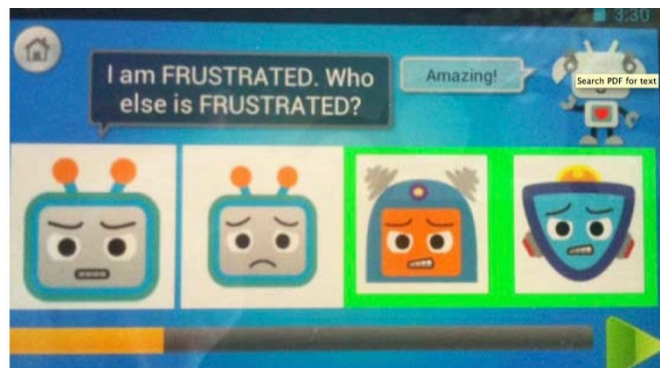 3:30
I am FRUSTRATED. Who
else is FRUSTRATED?
Amazing!
Search PDF for text